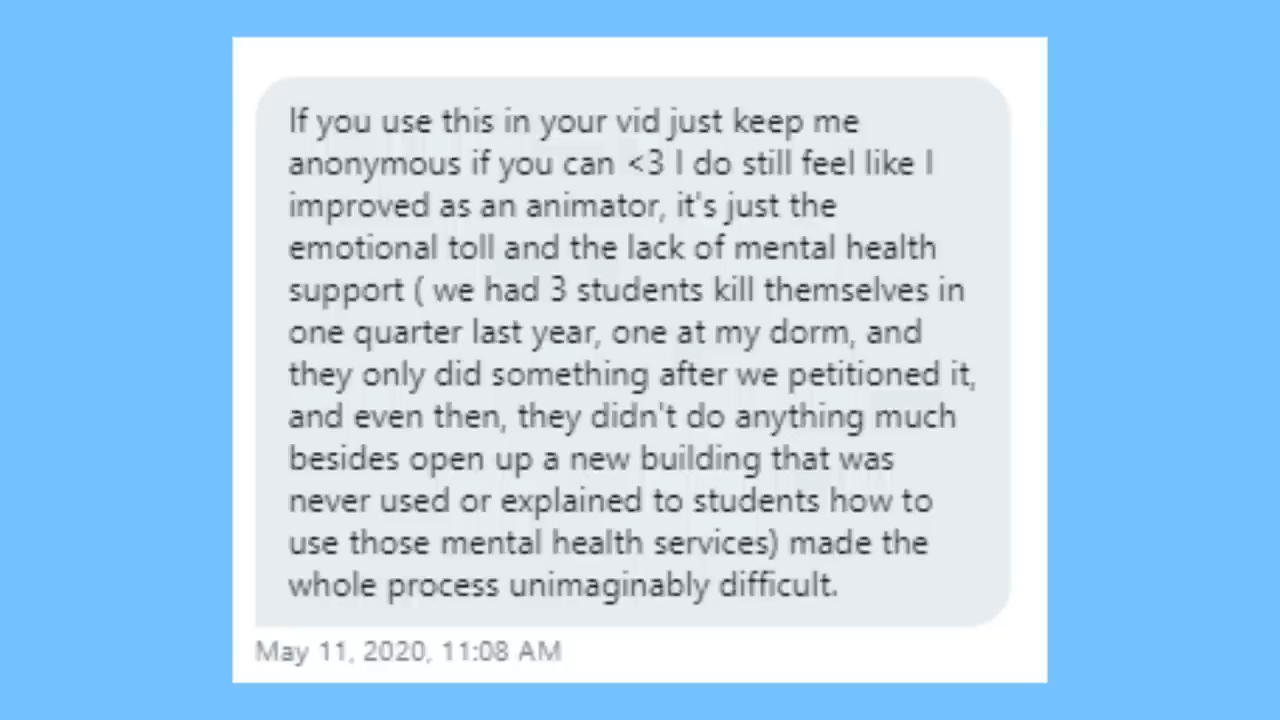 If you use this in your vid just keep me
anonymous if you can <3 I do still feel like I
improved as an animator, it's just the
emotional toll and the lack of mental health
support ( we had 3 students kill themselves in
one quarter last year, one at my dorm, and
they only did something after we petitioned it,
and even then, they didn't do anything much
besides open up a new building that was
never used or explained to students how to
use those mental health services) made the
whole process unimaginably difficult.
May 11, 2020, 11:08 AM